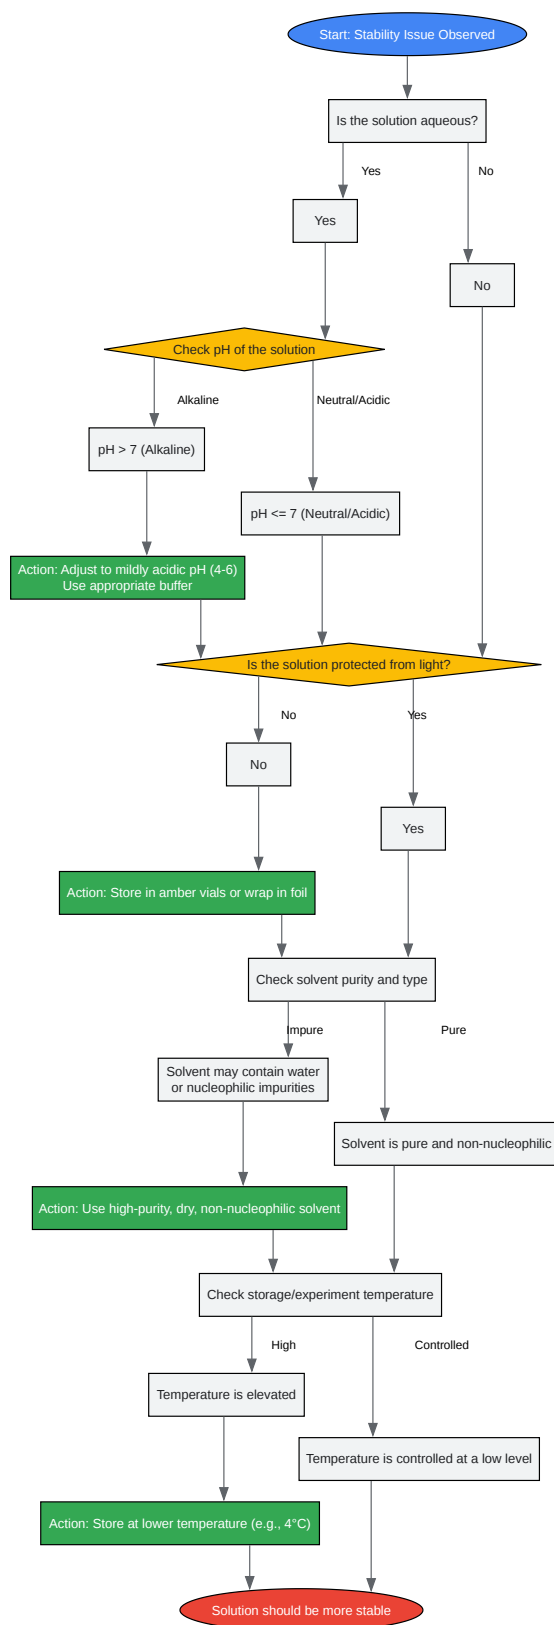 Start: Stability Issue Observed
Is the solution aqueous?
Yes
No
Yes
No
Check pH of the solution
Alkaline
Neutral/Acidic
pH > 7 (Alkaline)
pH <= 7 (Neutral/Acidic)
Action: Adjust to mildly acidic pH (4-6)
Use appropriate buffer
Is the solution protected from light?
No
Yes
No
Yes
Action: Store in amber vials or wrap in foil
Check solvent purity and type
Impure
Pure
Solvent may contain water
or nucleophilic impurities
Solvent is pure and non-nucleophilic
Action: Use high-purity, dry, non-nucleophilic solvent
Check storage/experiment temperature
High
Controlled
Temperature is elevated
Temperature is controlled at a low level
Action: Store at lower temperature (e.g., 4°C)
Solution should be more stable